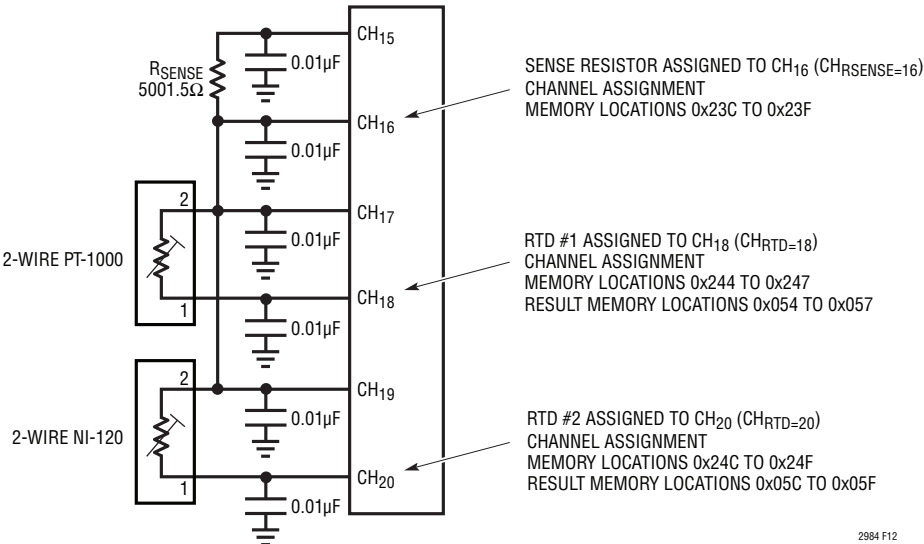 CH15
0.01µF
RSENSE
5001.5Ω
SENSE RESISTOR ASSIGNED TO CH16 (CHRSENSE=16)
CHANNEL ASSIGNMENT
MEMORY LOCATIONS 0x23C TO 0x23F
CH16
0.01µF
2
CH17
0.01µF
2-WIRE PT-1000
RTD #1 ASSIGNED TO CH18 (CHRTD=18)
CHANNEL ASSIGNMENT
MEMORY LOCATIONS 0x244 TO 0x247
RESULT MEMORY LOCATIONS 0x054 TO 0x057
1
CH18
0.01µF
2
CH19
0.01µF
2-WIRE NI-120
RTD #2 ASSIGNED TO CH20 (CHRTD=20)
CHANNEL ASSIGNMENT
MEMORY LOCATIONS 0x24C TO 0x24F
RESULT MEMORY LOCATIONS 0x05C TO 0x05F
1
CH20
0.01µF
2984 F12